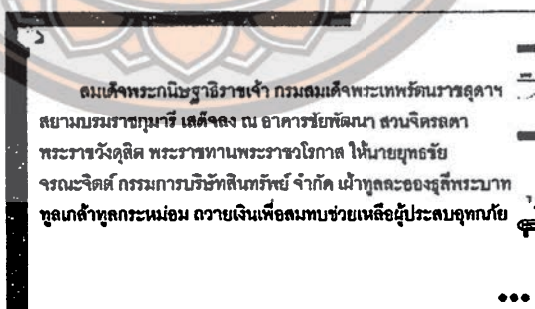 สมเด็จพระกนิษฐาธิราชเจ้า กรมสมเด็จพระเทพรัตนราชสุดาฯ
สยามบรมราชกุมารี เสด็จลง ณ อาคารชัยพัฒนา สวนจิตรลดา
พระราชวังดุสิต พระราชทานพระราชวโรกาส ให้นายยุทธชัย
จรณะจิตต์ กรรมการบริษัทสินทรัพย์ จำกัด เฝ้าทูลละอองธุลีพระบาท
ทูลเกล้าทูลกระหม่อม ถวายเงินเพื่อสมทบช่วยเหลือผู้ประสบอุทกภัย